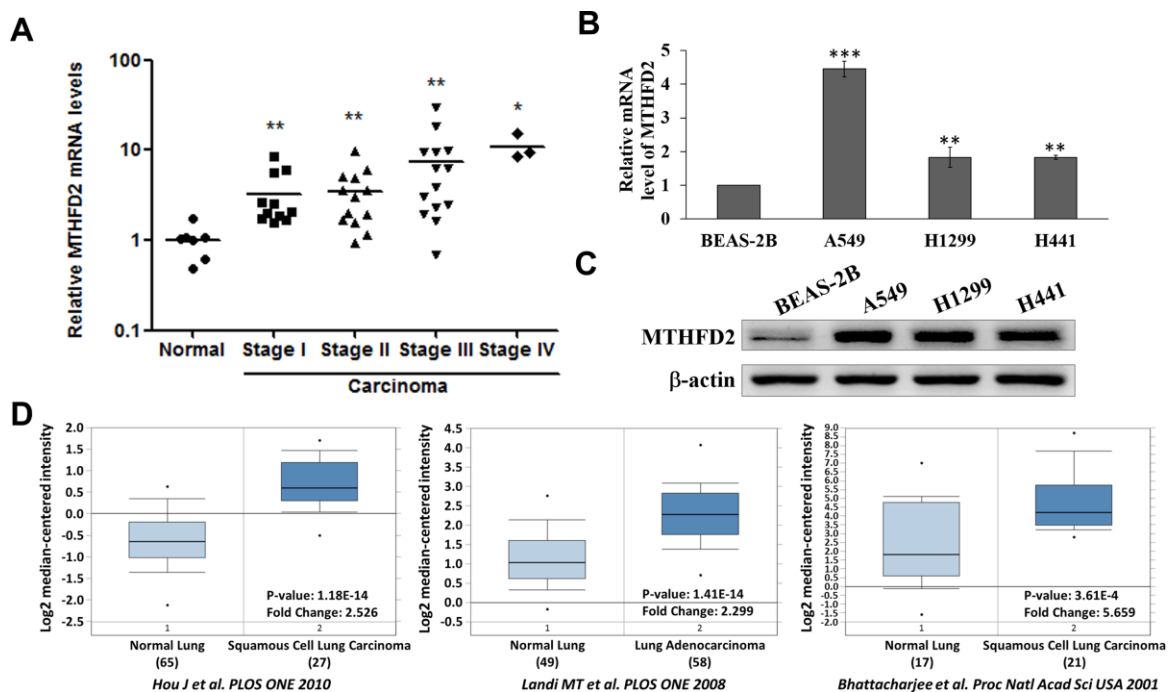 A
Relative MTHFD2 mRNA levels
100
10
1
0.1
** ** ** *
Normal Stage I Stage II Stage III Stage IV
Carcinoma
B
Relative mRNA
level of MTHFD2
5
4
3
2
1
0
*** ** **
BEAS-2B A549 H1299 H441
C
BEAS-2B A549 H1299 H441
MTHFD2
β-actin
D
Log2 median-centered intensity
2.0
1.5
1.0
0.5
0.0
-0.5
-1.0
-1.5
-2.0
-2.5
P-value: 1.18E-14
Fold Change: 2.526
1 2
Normal Lung Squamous Cell Lung Carcinoma
(65) (27)
Hou J et al. PLOS ONE 2010
Log2 median-centered intensity
4.5
4.0
3.5
3.0
2.5
2.0
1.5
1.0
0.5
0.0
-0.5
P-value: 1.41E-14
Fold Change: 2.299
1 2
Normal Lung Lung Adenocarcinoma
(49) (58)
Landi MT et al. PLOS ONE 2008
Log2 median-centered intensity
9.0
8.5
8.0
7.5
7.0
6.5
6.0
5.5
5.0
4.5
4.0
3.5
3.0
2.5
2.0
1.5
1.0
0.5
0.0
-0.5
-1.0
-1.5
-2.0
P-value: 3.61E-4
Fold Change: 5.659
1 2
Normal Lung Squamous Cell Lung Carcinoma
(17) (21)
Bhattacharjee et al. Proc Natl Acad Sci USA 2001